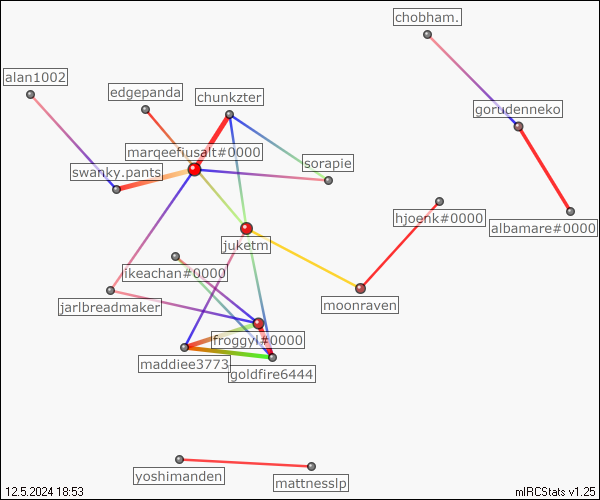 chobham.
alan1002
edgepanda
chunkzter
gorudenneko
marqeefiusalt#0000
sorapie
swanky.pants
hjoenk#0000
albamare#0000
juketm
ikeachan#0000
jarlbreadmaker
moonraven
froggyl#0000
maddiee3773
goldfire6444
yoshimanden
mattnesslp
12.5.2024 18:53
mIRCStats v1.25